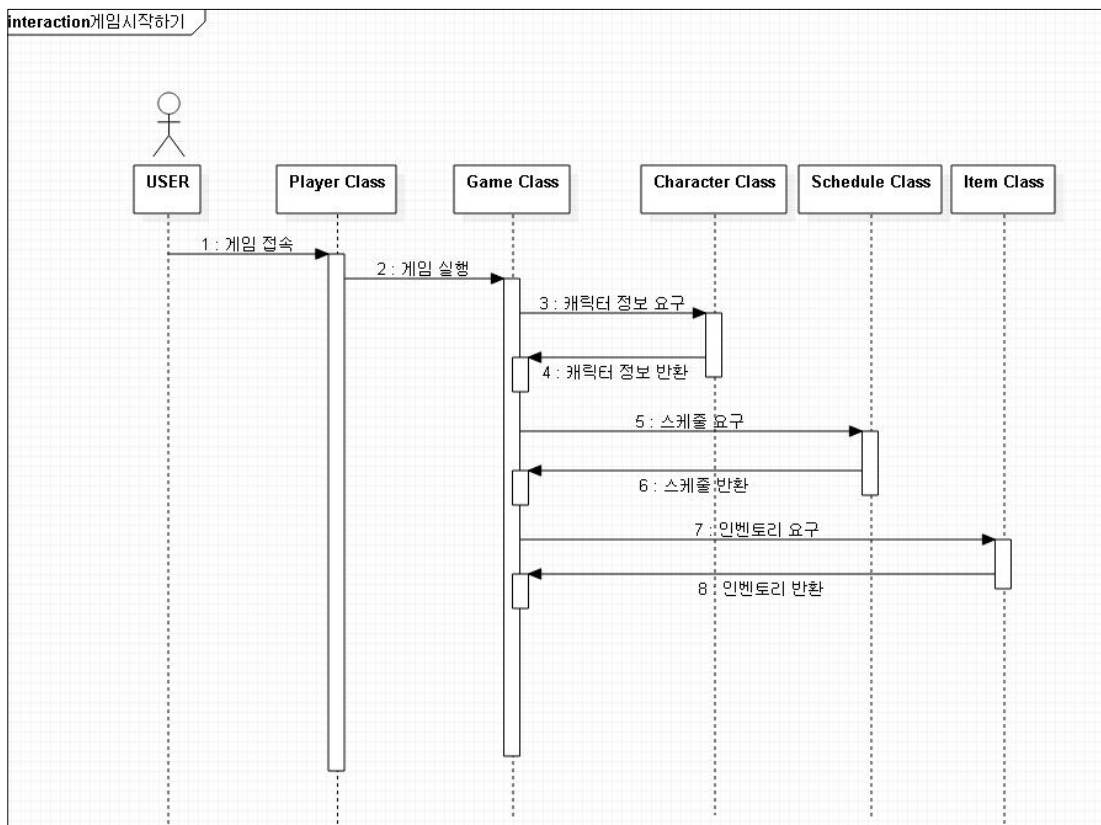 interaction게임시작하기
USER
Player Class
Game Class
Character Class
Schedule Class
Item Class
1 : 게임 접속
2 : 게임 실행
3 : 캐릭터 정보 요구
4 : 캐릭터 정보 반환
5 : 스케줄 요구
6 : 스케줄 반환
7 : 인벤토리 요구
8 : 인벤토리 반환